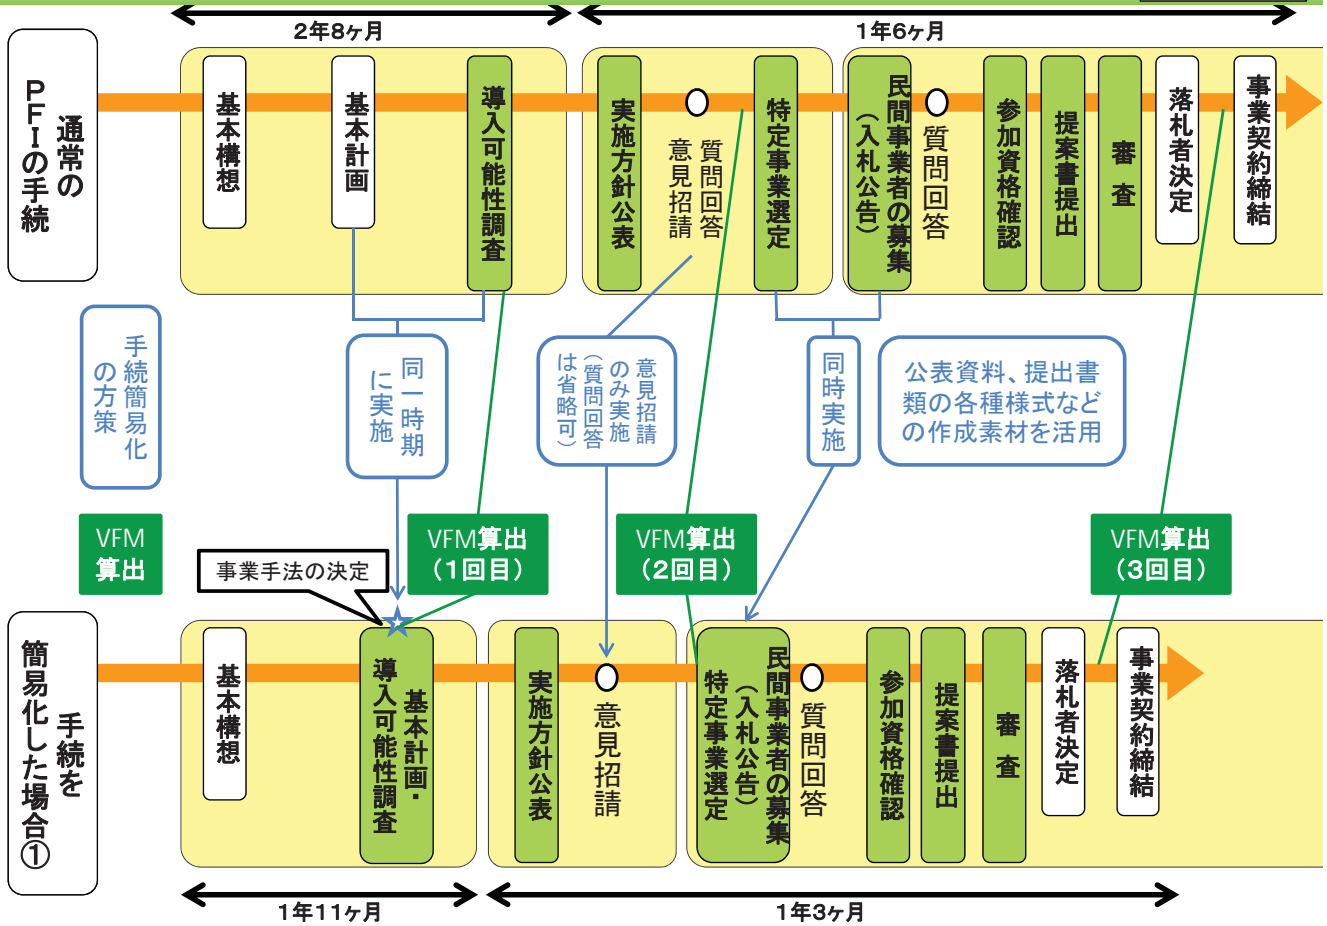 2年8ヶ月
1年6ヶ月
通常の
PFIの手続
基本構想
基本計画
導入可能性調査
実施方針公表
質問回答
意見招請
特定事業選定
民間事業者の募集
（入札公告）
質問回答
参加資格確認
提案書提出
審査
落札者決定
事業契約締結
手続簡易化
の方策
同一時期
に実施
意見招請
のみ実施
（質問回答
は省略可）
同時実施
公表資料、提出書
類の各種様式など
の作成素材を活用
VFM
算出
事業手法の決定
VFM算出
（1回目）
VFM算出
（2回目）
VFM算出
（3回目）
手続を
簡易化した場合①
基本構想
基本計画・
導入可能性調査
実施方針公表
意見招請
民間事業者の募集
（入札公告）
特定事業選定
質問回答
参加資格確認
提案書提出
審査
落札者決定
事業契約締結
1年11ヶ月
1年3ヶ月